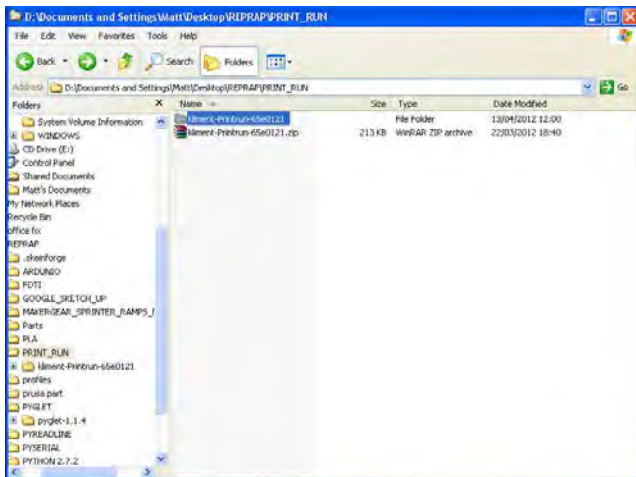 D:\Documents and Settings\Matt\Desktop\REPRAP\PRINT_RUN
File Edit View Favorites Tools Help
Back Search Folders
Address D:\Documents and Settings\Matt\Desktop\REPRAP\PRINT_RUN Go
Folders × Name Size Type Date Modified
System Volume Information
WINDOWS
CD Drive (E:)
Control Panel
Shared Documents
Matt's Documents
My Network Places
Recycle Bin
office fix
REPRAP
.skeinforge
ARDUNIO
FDTI
GOOGLE_SKETCH_UP
MAKERGEAR_SPRINTER_RAMPS_
Parts
PLA
PRINT_RUN
kliment-Printrun-65e0121
profiles
prusa part
PYGLET
pyglet-1.1.4
PYREADLINE
PYSERIAL
PYTHON 2.7.2
kliment-Printrun-65e0121 File Folder 13/04/2012 12:00
kliment-Printrun-65e0121.zip 213 KB WinRAR ZIP archive 22/03/2012 18:40